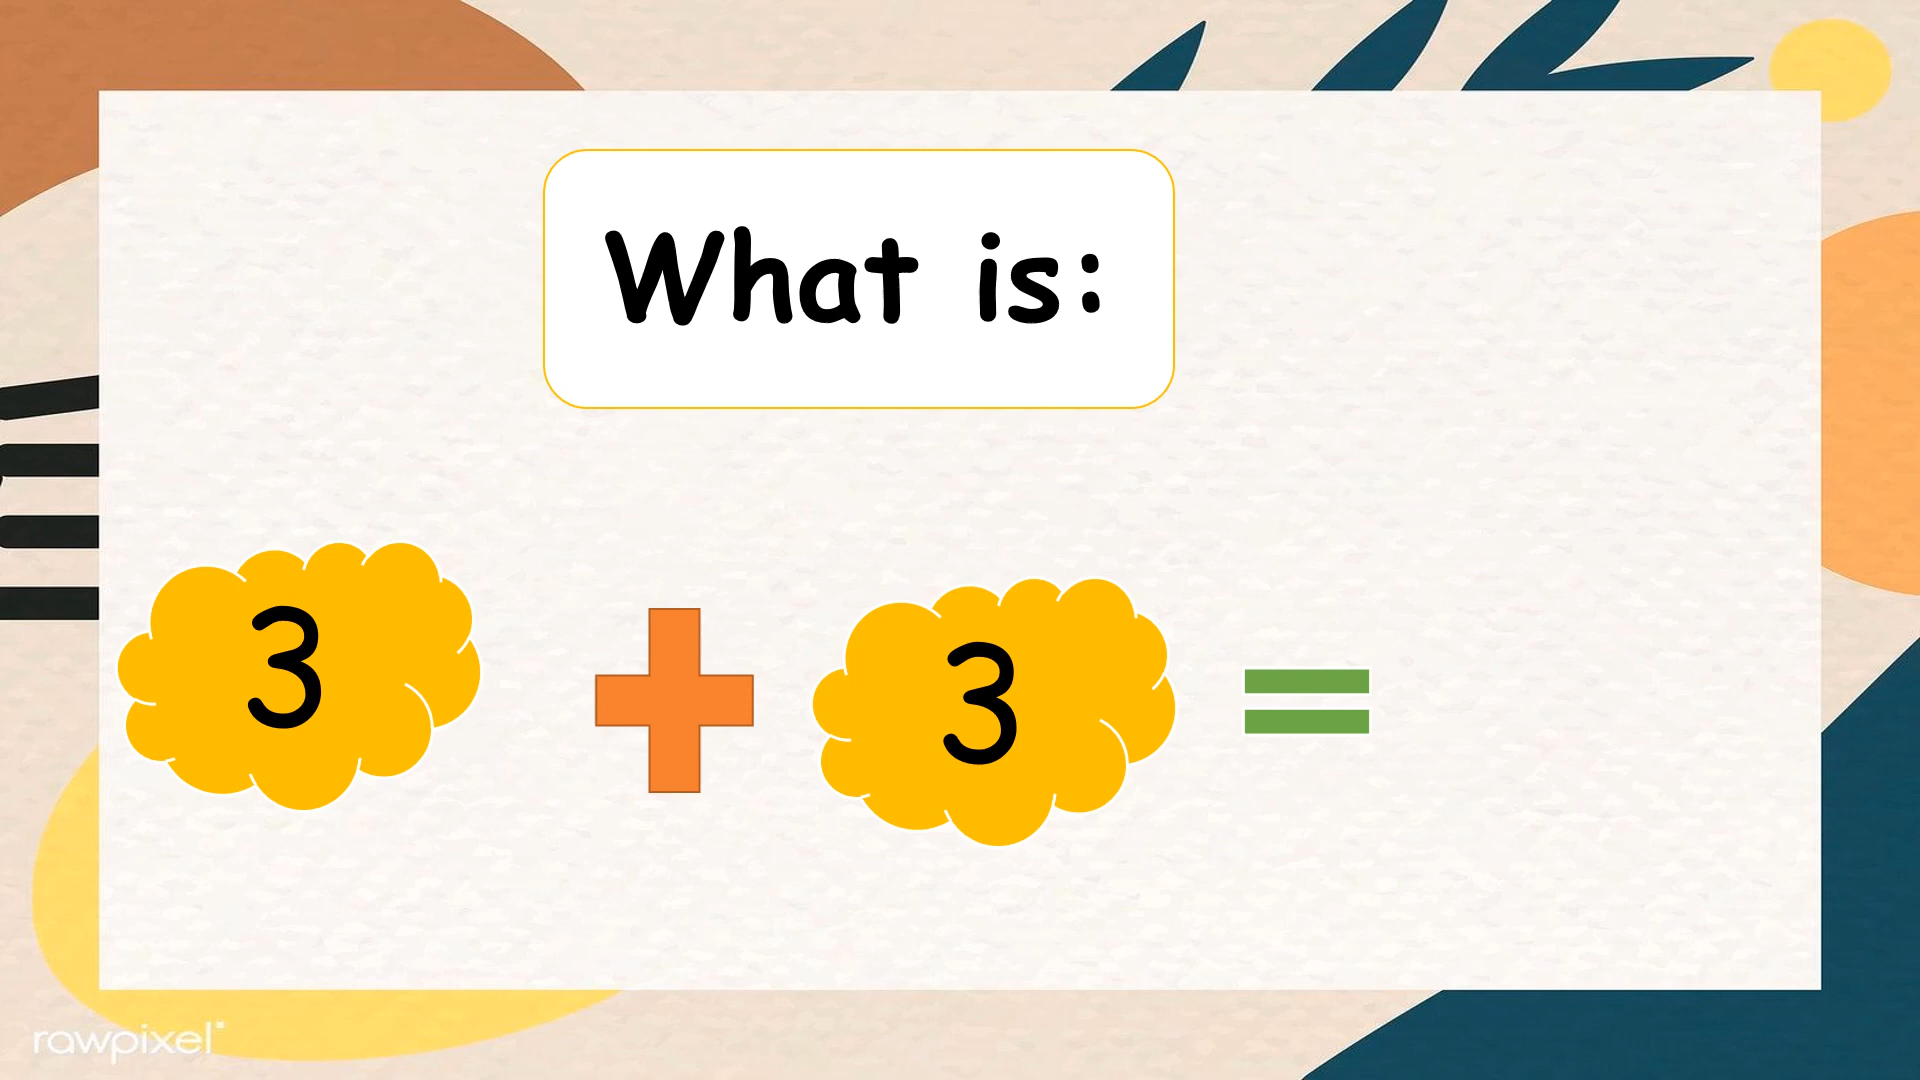 What is:
3 + 3 =
rawpixel